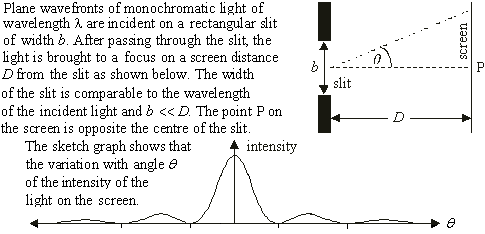 Plane wavefronts of monochromatic light of
wavelength λ are incident on a rectangular slit
of width b. After passing through the slit, the
light is brought to a focus on a screen distance
D from the slit as shown below. The width
of the slit is comparable to the wavelength
of the incident light and b << D. The point P on
the screen is opposite the centre of the slit.
b
slit
θ
D
screen
P
The sketch graph shows that
the variation with angle θ
of the intensity of the
light on the screen.
intensity
θ